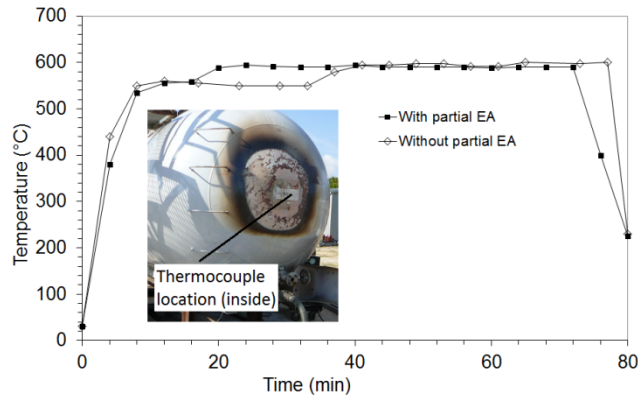 700
600
500
400
300
200
100
0
Temperature (°C)
With partial EA
Without partial EA
Thermocouple
location (inside)
0
20
40
60
80
Time (min)